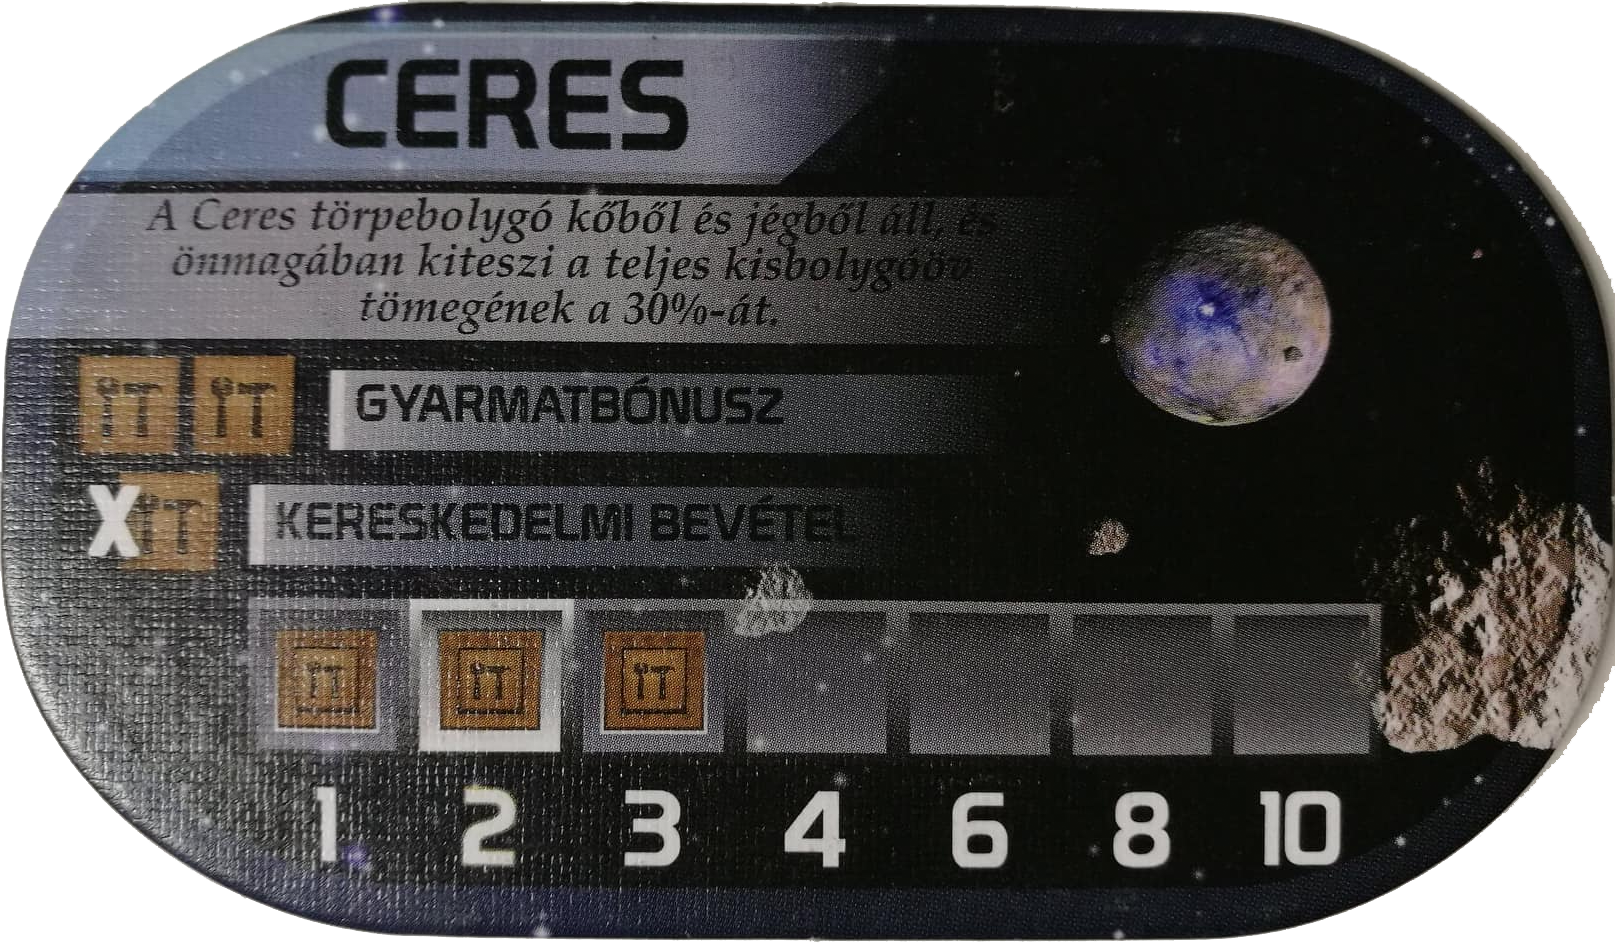 CERES
A Ceres törpebolygó kőből és jégből áll, és
önmagában kiteszi a teljes kisbolygóöv
tömegének a 30%-át.
GYARMATBÓNUSZ
X KERESKEDELMI BEVÉTEL
1 2 3 4 6 8 10